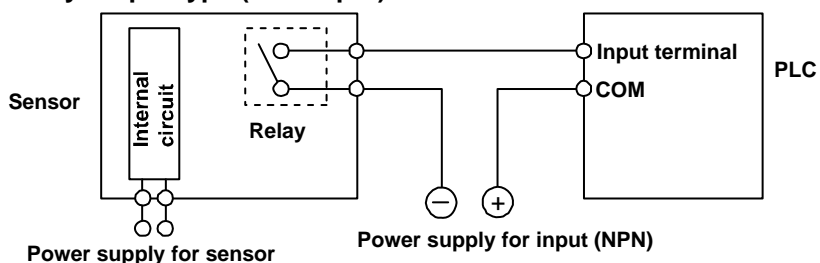 Input terminal
PLC
COM
Sensor
Internal
circuit
Relay
−
+
Power supply for input (NPN)
Power supply for sensor